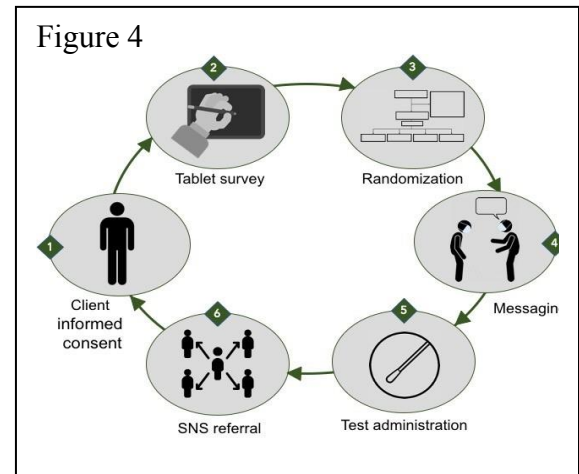 Figure 4
1
Client
informed
consent
2
Tablet survey
3
Randomization
4
Messagin
5
Test administration
6
SNS referral